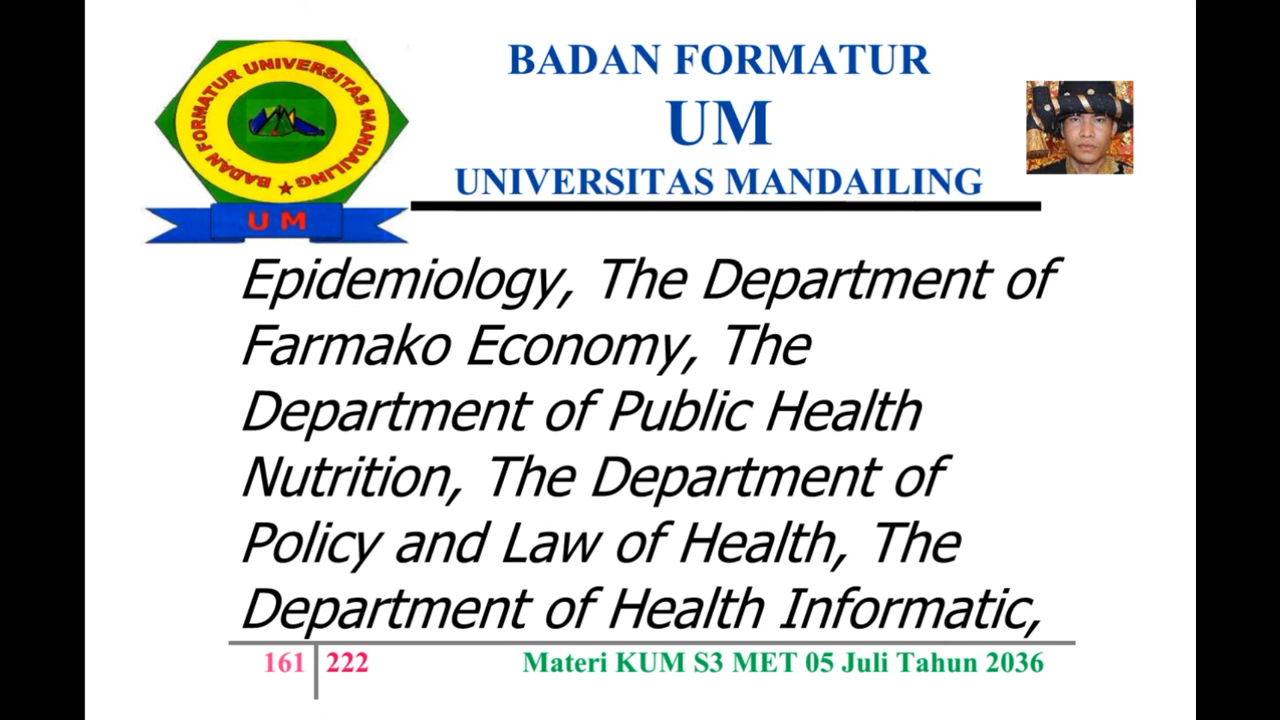 BADAN FORMATUR UNIVERSITAS MANDAILING
U M
BADAN FORMATUR
UM
UNIVERSITAS MANDAILING
Epidemiology, The Department of
Farmako Economy, The
Department of Public Health
Nutrition, The Department of
Policy and Law of Health, The
Department of Health Informatic,
161 222 Materi KUM S3 MET 05 Juli Tahun 2036